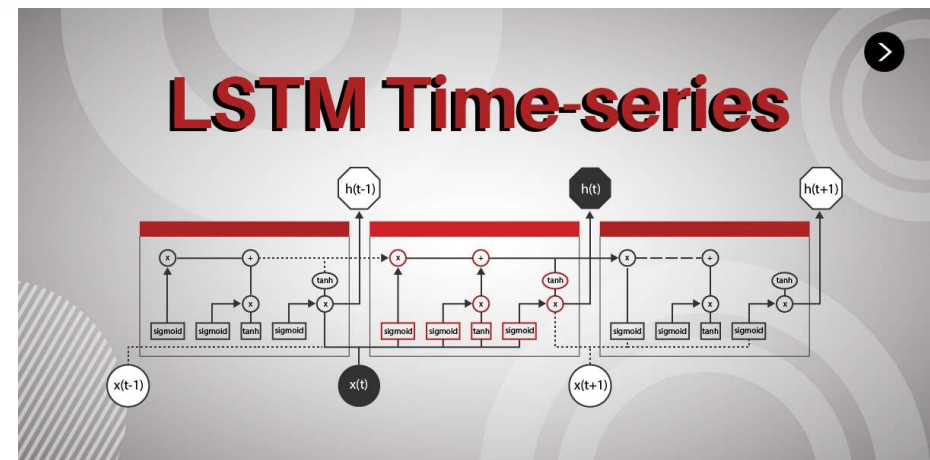 LSTM Time-series
h(t-1)
h(t)
h(t+1)
x
+
x
+
x
+
tanh
tanh
tanh
x
x
x
x
x
x
sigmoid
sigmoid
tanh
sigmoid
sigmoid
sigmoid
tanh
sigmoid
sigmoid
sigmoid
tanh
sigmoid
x(t-1)
x(t)
x(t+1)